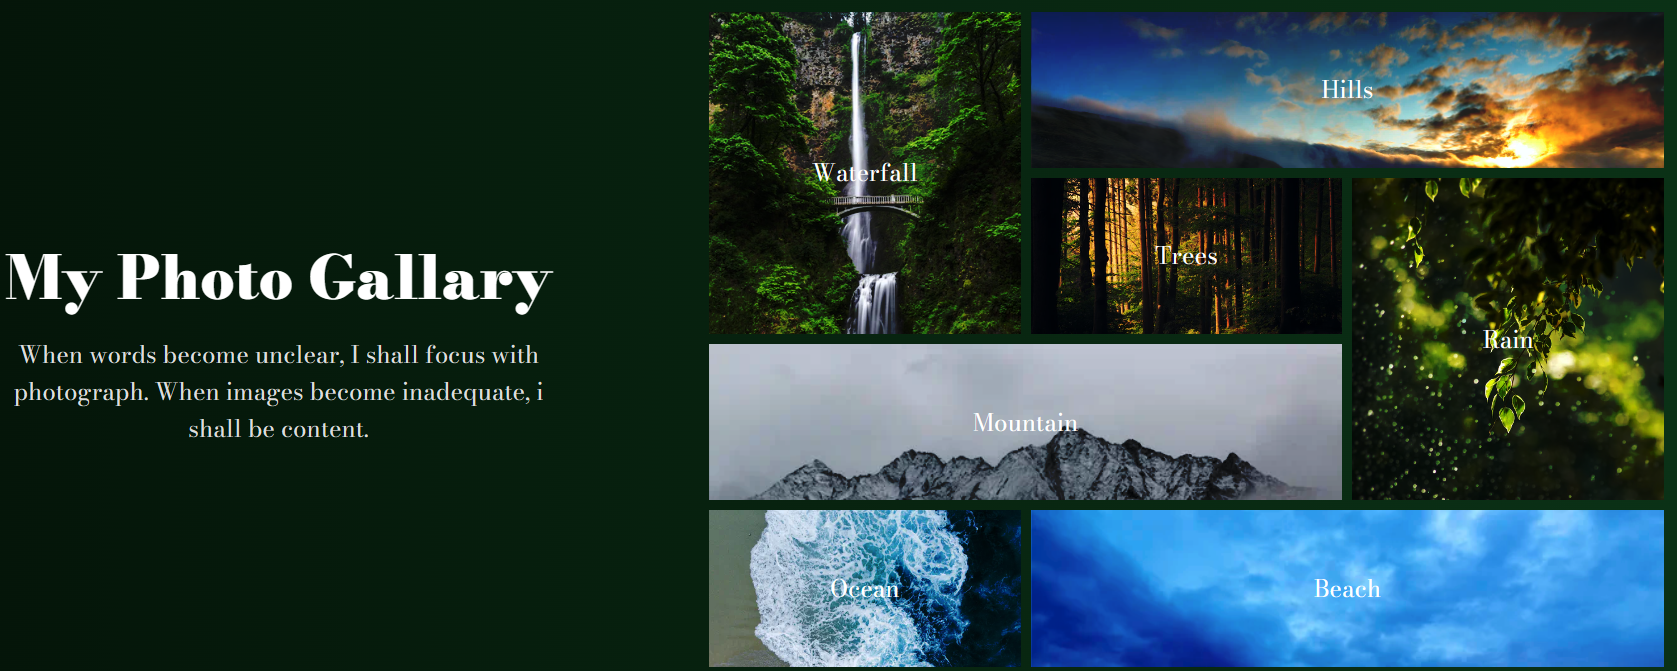 My Photo Gallary
When words become unclear, I shall focus with
photograph. When images become inadequate, i
shall be content.
Waterfall
Hills
Trees
Rain
Mountain
Ocean
Beach